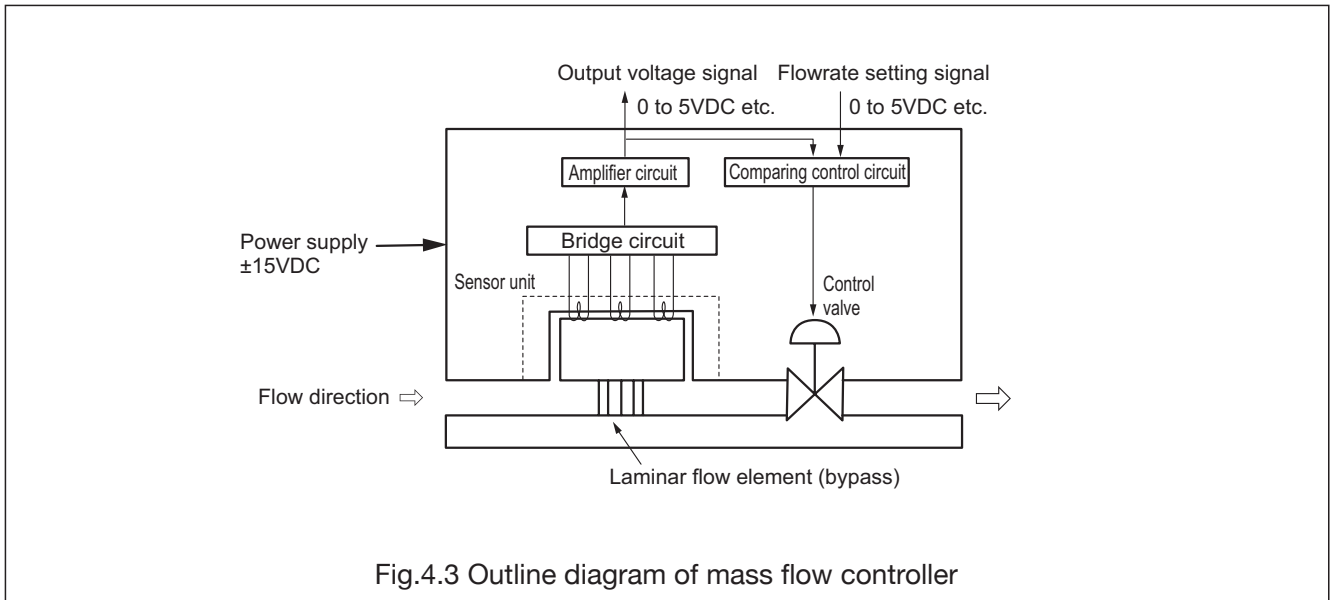 Output voltage signal
Flowrate setting signal
0 to 5VDC etc.
0 to 5VDC etc.
Amplifier circuit
Comparing control circuit
Bridge circuit
Power supply
±15VDC
Sensor unit
Control
valve
Flow direction
Laminar flow element (bypass)
Fig.4.3 Outline diagram of mass flow controller